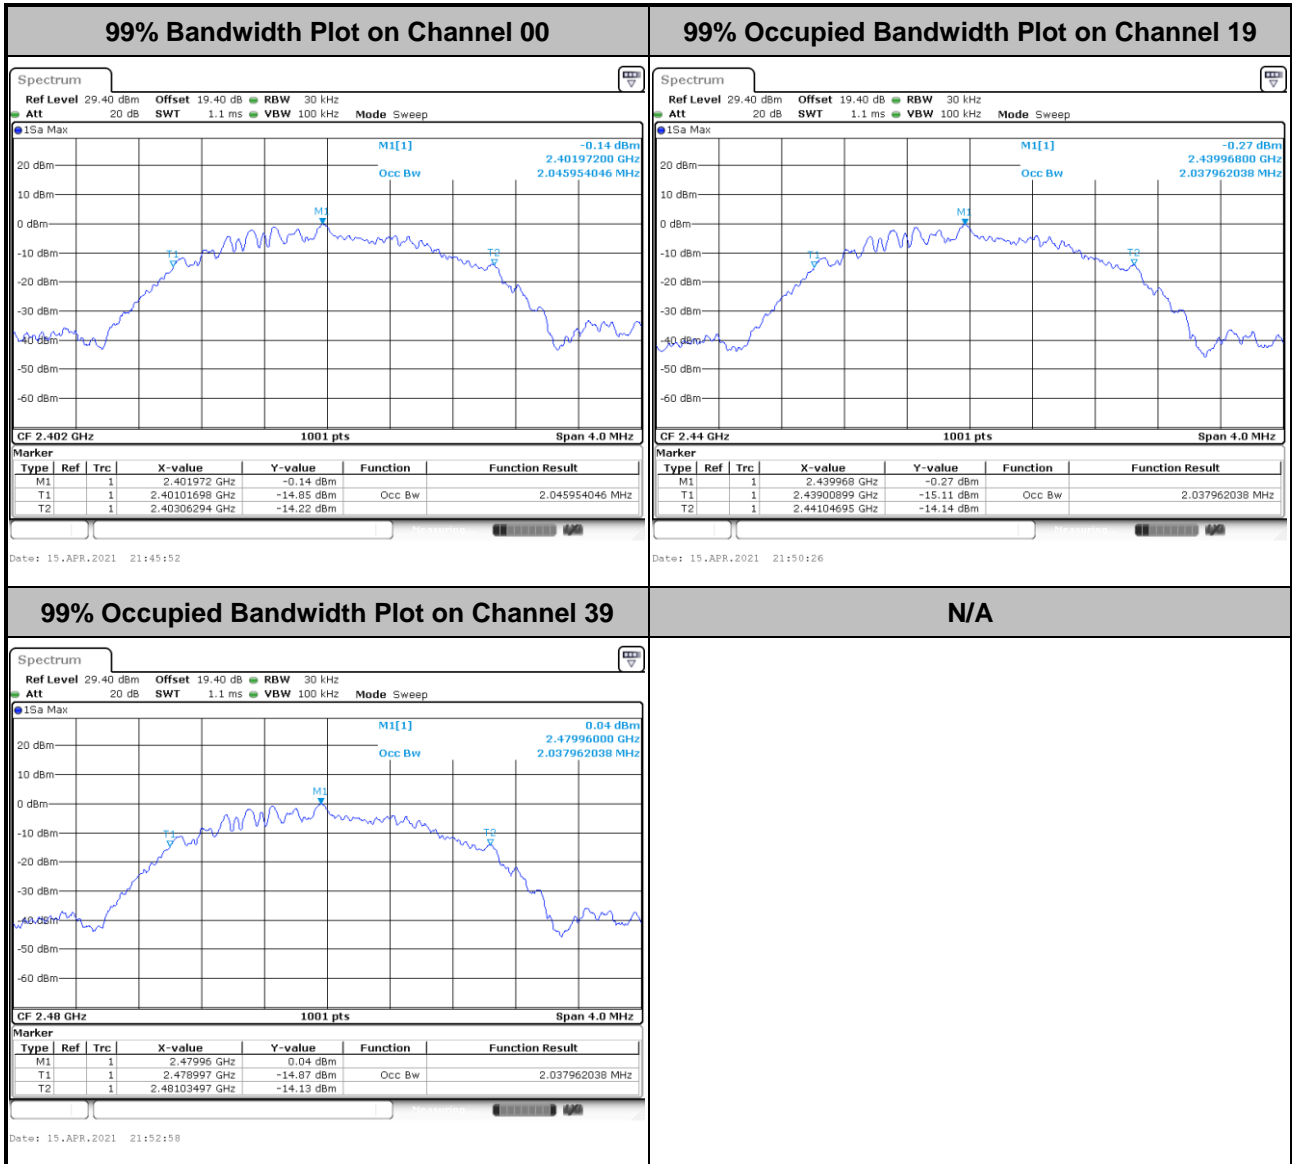 99% Bandwidth Plot on Channel 00
Spectrum
Ref Level 29.40 dBm Offset 19.40 dB RBW 30 kHz
Att 20 dB SWT 1.1 ms VBW 100 kHz Mode Sweep
1Sa Max
M1[1] -0.14 dBm
2.40197200 GHz
Occ Bw 2.045954046 MHz
20 dBm
10 dBm
0 dBm
-10 dBm
-20 dBm
-30 dBm
-40 dBm
-50 dBm
-60 dBm
M1
T1
T2
CF 2.402 GHz 1001 pts Span 4.0 MHz
Marker
Type Ref Trc X-value Y-value Function Function Result
M1 1 2.401972 GHz -0.14 dBm
T1 1 2.40101698 GHz -14.85 dBm Occ Bw 2.045954046 MHz
T2 1 2.40306294 GHz -14.22 dBm
Measuring
Date: 15.APR.2021 21:45:52
99% Occupied Bandwidth Plot on Channel 19
Spectrum
Ref Level 29.40 dBm Offset 19.40 dB RBW 30 kHz
Att 20 dB SWT 1.1 ms VBW 100 kHz Mode Sweep
1Sa Max
M1[1] -0.27 dBm
2.43996800 GHz
Occ Bw 2.037962038 MHz
20 dBm
10 dBm
0 dBm
-10 dBm
-20 dBm
-30 dBm
-40 dBm
-50 dBm
-60 dBm
M1
T1
T2
CF 2.44 GHz 1001 pts Span 4.0 MHz
Marker
Type Ref Trc X-value Y-value Function Function Result
M1 1 2.439968 GHz -0.27 dBm
T1 1 2.43900899 GHz -15.11 dBm Occ Bw 2.037962038 MHz
T2 1 2.44104695 GHz -14.14 dBm
Measuring
Date: 15.APR.2021 21:50:26
99% Occupied Bandwidth Plot on Channel 39
Spectrum
Ref Level 29.40 dBm Offset 19.40 dB RBW 30 kHz
Att 20 dB SWT 1.1 ms VBW 100 kHz Mode Sweep
1Sa Max
M1[1] 0.04 dBm
2.47996000 GHz
Occ Bw 2.037962038 MHz
20 dBm
10 dBm
0 dBm
-10 dBm
-20 dBm
-30 dBm
-40 dBm
-50 dBm
-60 dBm
M1
T1
T2
CF 2.48 GHz 1001 pts Span 4.0 MHz
Marker
Type Ref Trc X-value Y-value Function Function Result
M1 1 2.47996 GHz 0.04 dBm
T1 1 2.478997 GHz -14.87 dBm Occ Bw 2.037962038 MHz
T2 1 2.48103497 GHz -14.13 dBm
Measuring
Date: 15.APR.2021 21:52:58
N/A